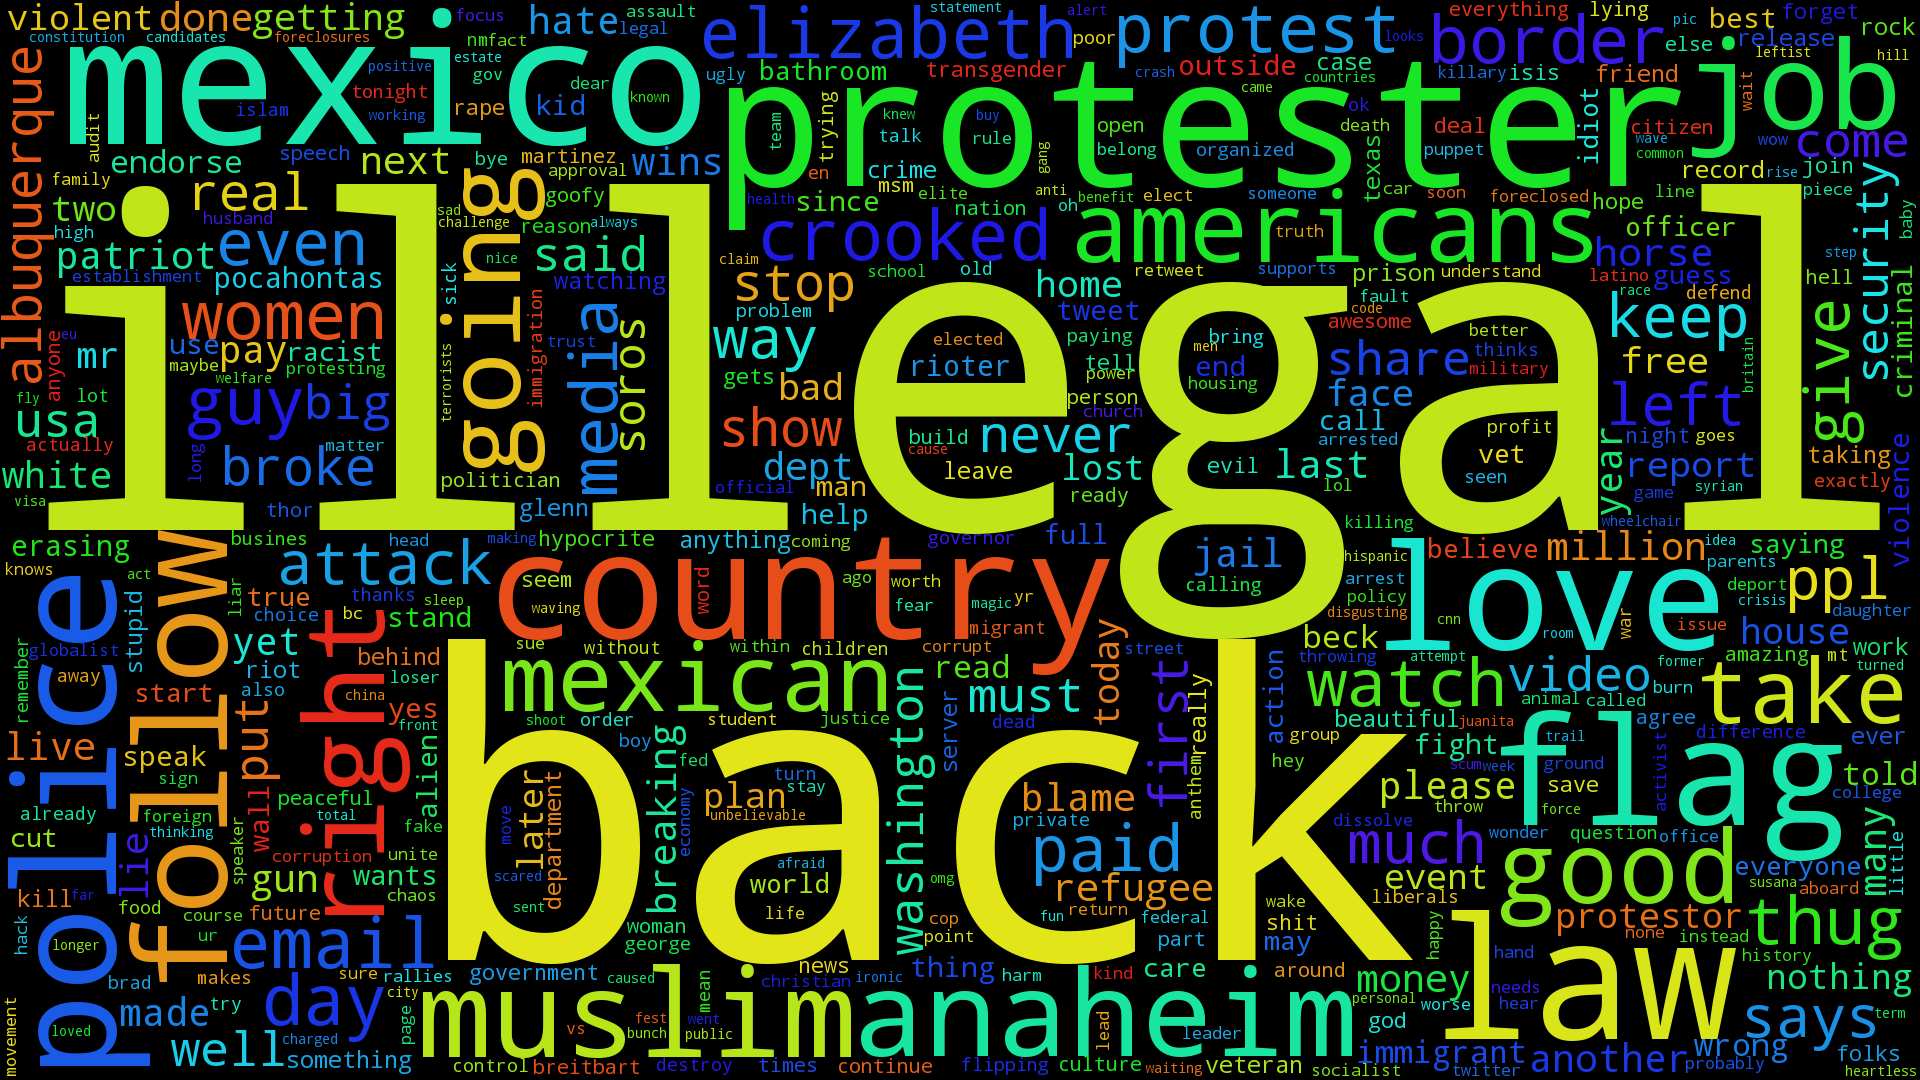 violent done getting focus hate assault legal elizabeth statement poor alert protest looks border everything lying pic best forget release rock
constitution candidates foreclosures nmfact estate else leftist hill
mexico job
positive gov dear known ugly bathroom transgender outside case countries killary isis friend wait
islam tonight working rape kid crash came ok death deal idiot citizen wow come
albuquerque audit protester team trying knew talk buy rule open belong organized texas puppet wave common
endorse speech next bye martinez approval wins crime msm en elite gang anti oh benefit elect someone car soon foreclosed line record rise join piece
family real goofy since nation hope security baby
two husband sad challenge reason always health crooked americans truth officer
high patriot even said claim horse step
establishment pocahontas nice watching stop school old home retweet supports prison understand latino guess hell
illegal
women going sick problem tweet fault code race defend criminal
eu mr use pay racist media soros way elected bring awesome better keep britain
anyone maybe protesting terrorists immigration trust rioter men paying tell end share thinks military free give
fly lot welfare guy big gets bad power person housing face left
usa actually matter show church call profit night goes
white long broke politician build cause never arrested vet year report taking violence
visa dept leave lost evil last seen game syrian exactly
thor glenn official man help ready lol wheelchair
erasing busines head making hypocrite anything coming governor full killing believe million idea saying
knows act attack country jail hispanic love parents ppl
police follow stupid liar true thanks sleep seem ago worth fear calling arrest policy deport crisis daughter
choice bc stand waving word magic yr disgusting cnn war issue house work
globalist yet right sue without within children migrant corrupt today street beck throwing attempt room former amazing mt turned
remember away riot behind loser mexican read must first action watch video burn take
start also china yes back washington really animal called
live put front shoot order student justice dead beautiful juanita agree difference ever
speak boy breaking server anthem group fight trail flag told
sign wall alien fed hey scum week ground activist college
already peaceful later plan turn stay blame please save
foreign total move unbelievable private throw force
thinking fake economy dissolve wonder question office many
cut lie speaker corruption unite scared department afraid paid much good everyone little
kill far gun wants world omg refugee event susana aboard
food future chaos sent life cop fun return wake shit liberals protestor thug
hack course ur woman point federal happy none instead
longer email george part may law hand history
brad makes sure rallies government news thing harm kind care around money nothing
movement made try day city mean caused christian ironic personal worse needs hear
loved page muslim anaheim god says term
well charged vs fest bunch went public lead leader immigrant another wrong folks
something control breitbart destroy times continue flipping culture waiting veteran socialist twitter probably heartless